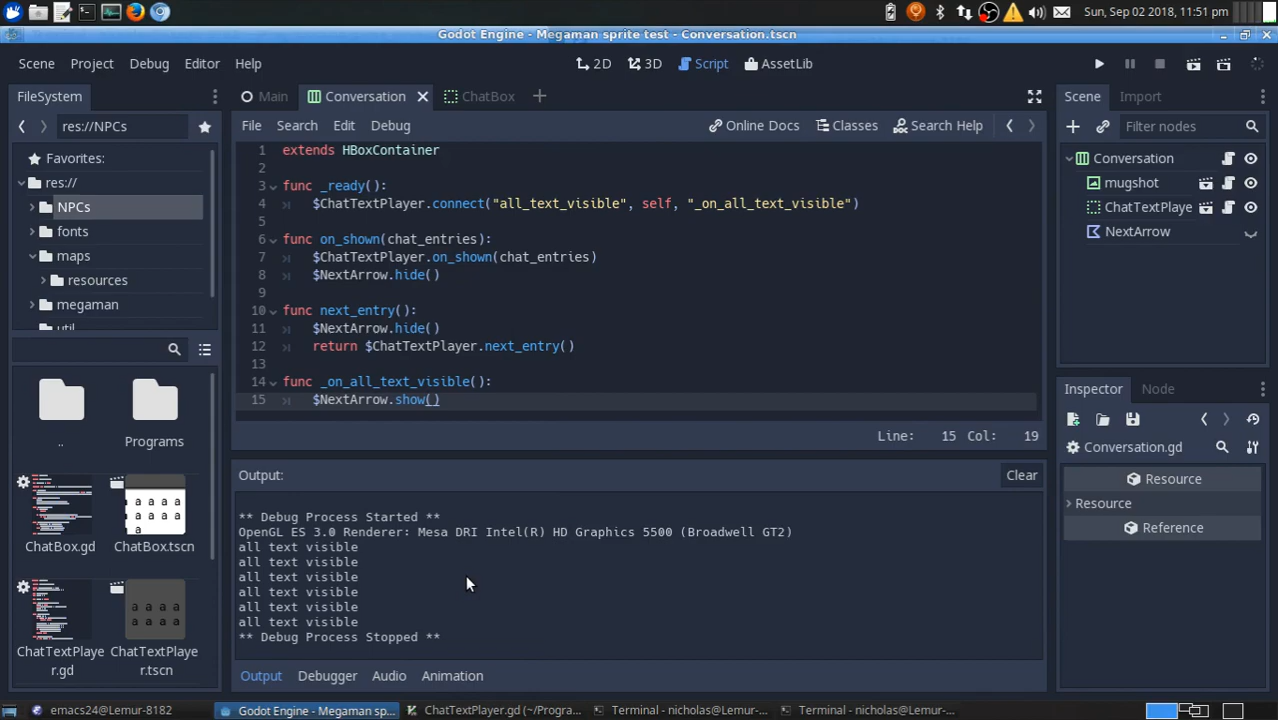 Sun, Sep 02 2018, 11:51 pm
Godot Engine - Megaman sprite test - Conversation.tscn
Scene Project Debug Editor Help
2D 3D Script AssetLib
FileSystem
res://NPCs
Favorites:
res://
NPCs
fonts
maps
resources
megaman
util
..
Programs
ChatBox.gd
ChatBox.tscn
ChatTextPlaye
r.gd
ChatTextPlaye
r.tscn
Main Conversation ChatBox
File Search Edit Debug
Online Docs Classes Search Help
1 extends HBoxContainer
2
3 func _ready():
4 $ChatTextPlayer.connect("all_text_visible", self, "_on_all_text_visible")
5
6 func on_shown(chat_entries):
7 $ChatTextPlayer.on_shown(chat_entries)
8 $NextArrow.hide()
9
10 func next_entry():
11 $NextArrow.hide()
12 return $ChatTextPlayer.next_entry()
13
14 func _on_all_text_visible():
15 $NextArrow.show()
Line: 15 Col: 19
Output:
Clear
** Debug Process Started **
OpenGL ES 3.0 Renderer: Mesa DRI Intel(R) HD Graphics 5500 (Broadwell GT2)
all text visible
all text visible
all text visible
all text visible
all text visible
all text visible
** Debug Process Stopped **
Output Debugger Audio Animation
Scene Import
Filter nodes
Conversation
mugshot
ChatTextPlaye
NextArrow
Inspector Node
Conversation.gd
Resource
Resource
Reference
emacs24@Lemur-8182
Godot Engine - Megaman sp...
ChatTextPlayer.gd (~/Progra...
Terminal - nicholas@Lemur-...
Terminal - nicholas@Lemur-...